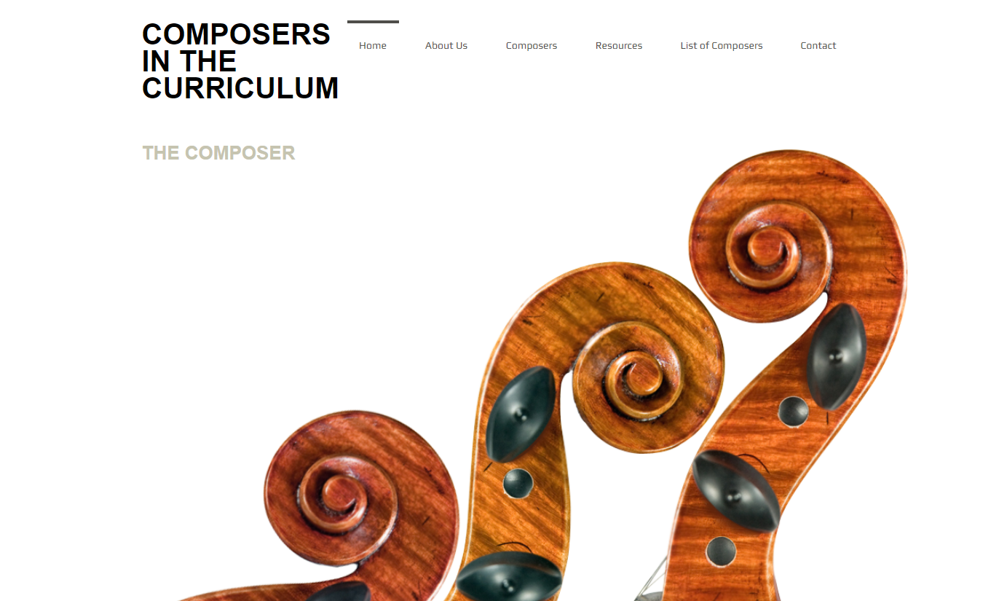 COMPOSERS
IN THE
CURRICULUM
Home About Us Composers Resources List of Composers Contact
THE COMPOSER